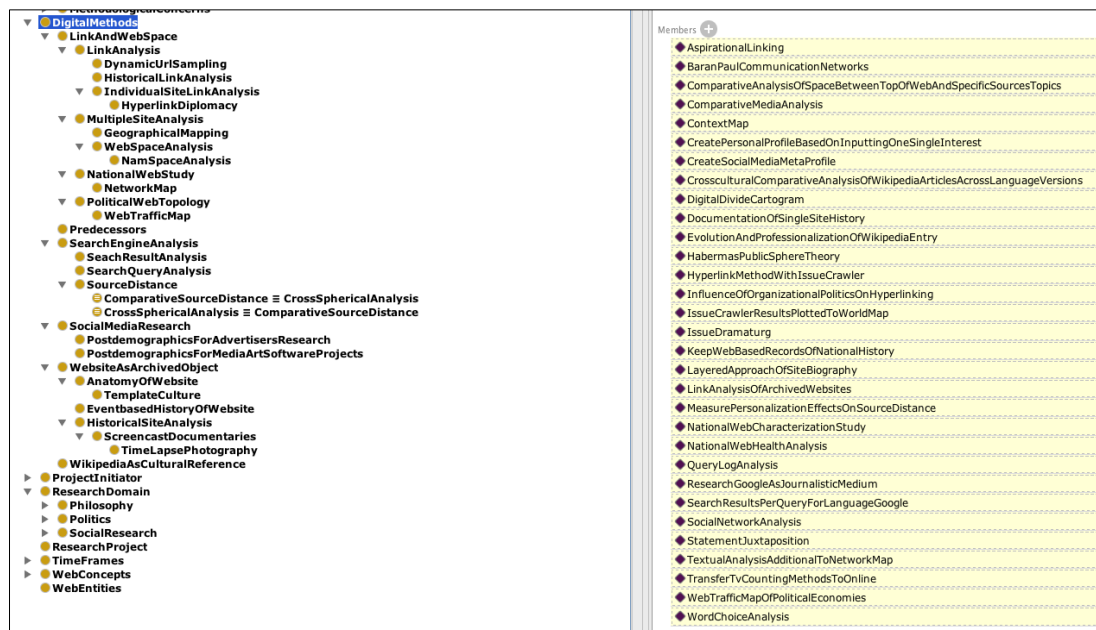 MethodologicalConcerns
DigitalMethods
LinkAndWebSpace
LinkAnalysis
DynamicUrlSampling
HistoricalLinkAnalysis
IndividualSiteLinkAnalysis
HyperlinkDiplomacy
MultipleSiteAnalysis
GeographicalMapping
WebSpaceAnalysis
NamSpaceAnalysis
NationalWebStudy
NetworkMap
PoliticalWebTopology
WebTrafficMap
Predecessors
SearchEngineAnalysis
SeachResultAnalysis
SearchQueryAnalysis
SourceDistance
ComparativeSourceDistance ≡ CrossSphericalAnalysis
CrossSphericalAnalysis ≡ ComparativeSourceDistance
SocialMediaResearch
PostdemographicsForAdvertisersResearch
PostdemographicsForMediaArtSoftwareProjects
WebsiteAsArchivedObject
AnatomyOfWebsite
TemplateCulture
EventbasedHistoryOfWebsite
HistoricalSiteAnalysis
ScreencastDocumentaries
TimeLapsePhotography
WikipediaAsCulturalReference
ProjectInitiator
ResearchDomain
Philosophy
Politics
SocialResearch
ResearchProject
TimeFrames
WebConcepts
WebEntities
Members
AspirationalLinking
BaranPaulCommunicationNetworks
ComparativeAnalysisOfSpaceBetweenTopOfWebAndSpecificSourcesTopics
ComparativeMediaAnalysis
ContextMap
CreatePersonalProfileBasedOnInputtingOneSingleInterest
CreateSocialMediaMetaProfile
CrossculturalComparativeAnalysisOfWikipediaArticlesAcrossLanguageVersions
DigitalDivideCartogram
DocumentationOfSingleSiteHistory
EvolutionAndProfessionalizationOfWikipediaEntry
HabermasPublicSphereTheory
HyperlinkMethodWithIssueCrawler
InfluenceOfOrganizationalPoliticsOnHyperlinking
IssueCrawlerResultsPlottedToWorldMap
IssueDramaturg
KeepWebBasedRecordsOfNationalHistory
LayeredApproachOfSiteBiography
LinkAnalysisOfArchivedWebsites
MeasurePersonalizationEffectsOnSourceDistance
NationalWebCharacterizationStudy
NationalWebHealthAnalysis
QueryLogAnalysis
ResearchGoogleAsJournalisticMedium
SearchResultsPerQueryForLanguageGoogle
SocialNetworkAnalysis
StatementJuxtaposition
TextualAnalysisAdditionalToNetworkMap
TransferTvCountingMethodsToOnline
WebTrafficMapOfPoliticalEconomies
WordChoiceAnalysis